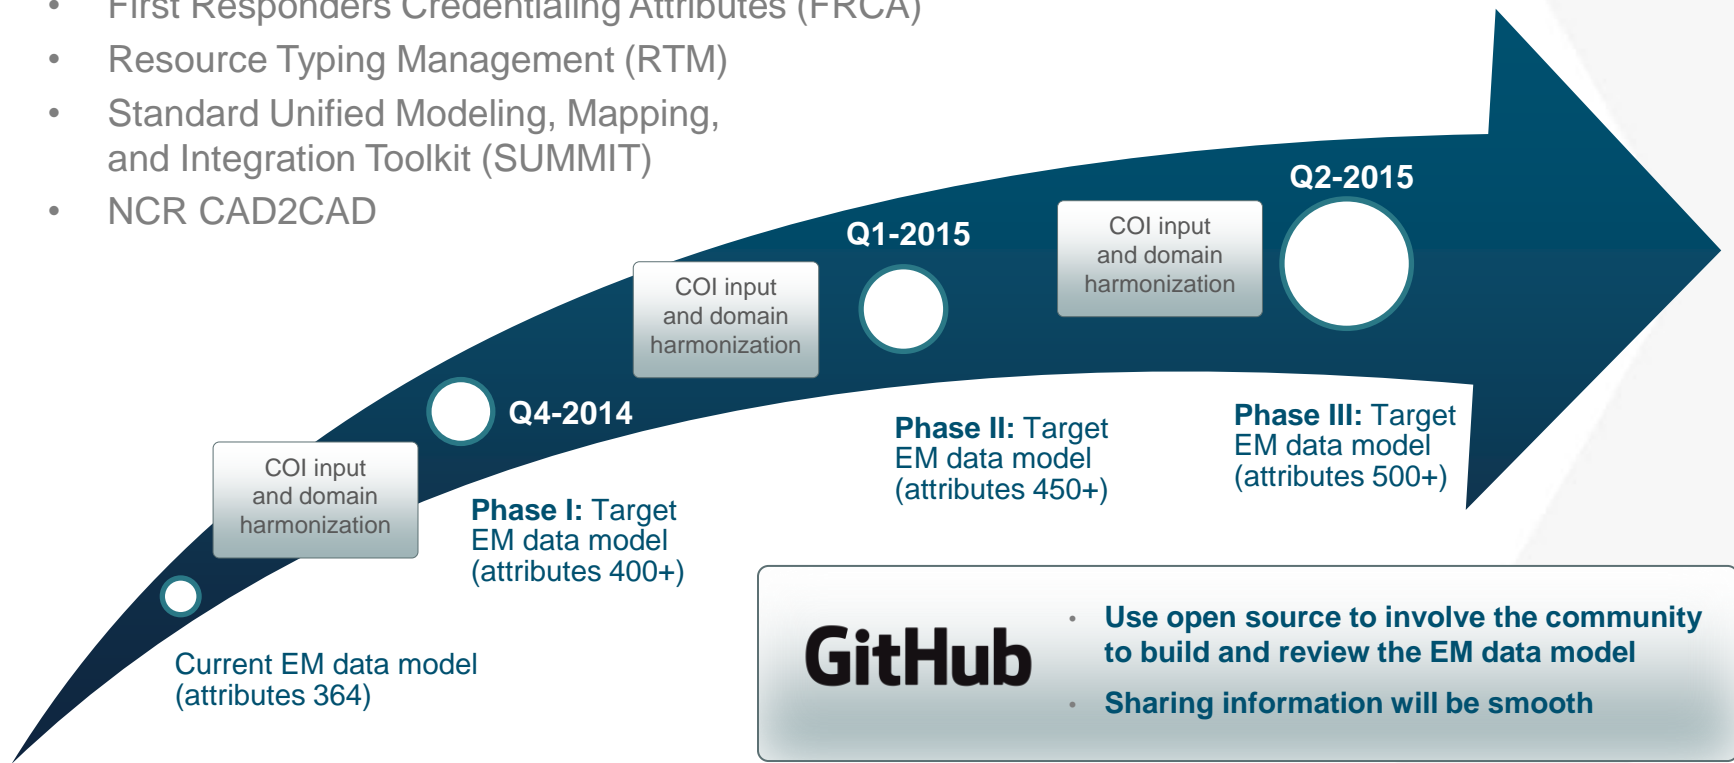 • First Responders Credentialing Attributes (FRCA)
• Resource Typing Management (RTM)
• Standard Unified Modeling, Mapping,
and Integration Toolkit (SUMMIT)
• NCR CAD2CAD
Q2-2015
COI input
and domain
harmonization
Q1-2015
COI input
and domain
harmonization
Q4-2014
COI input
and domain
harmonization
Current EM data model
(attributes 364)
Phase I: Target
EM data model
(attributes 400+)
Phase II: Target
EM data model
(attributes 450+)
Phase III: Target
EM data model
(attributes 500+)
GitHub
• Use open source to involve the community
to build and review the EM data model
• Sharing information will be smooth